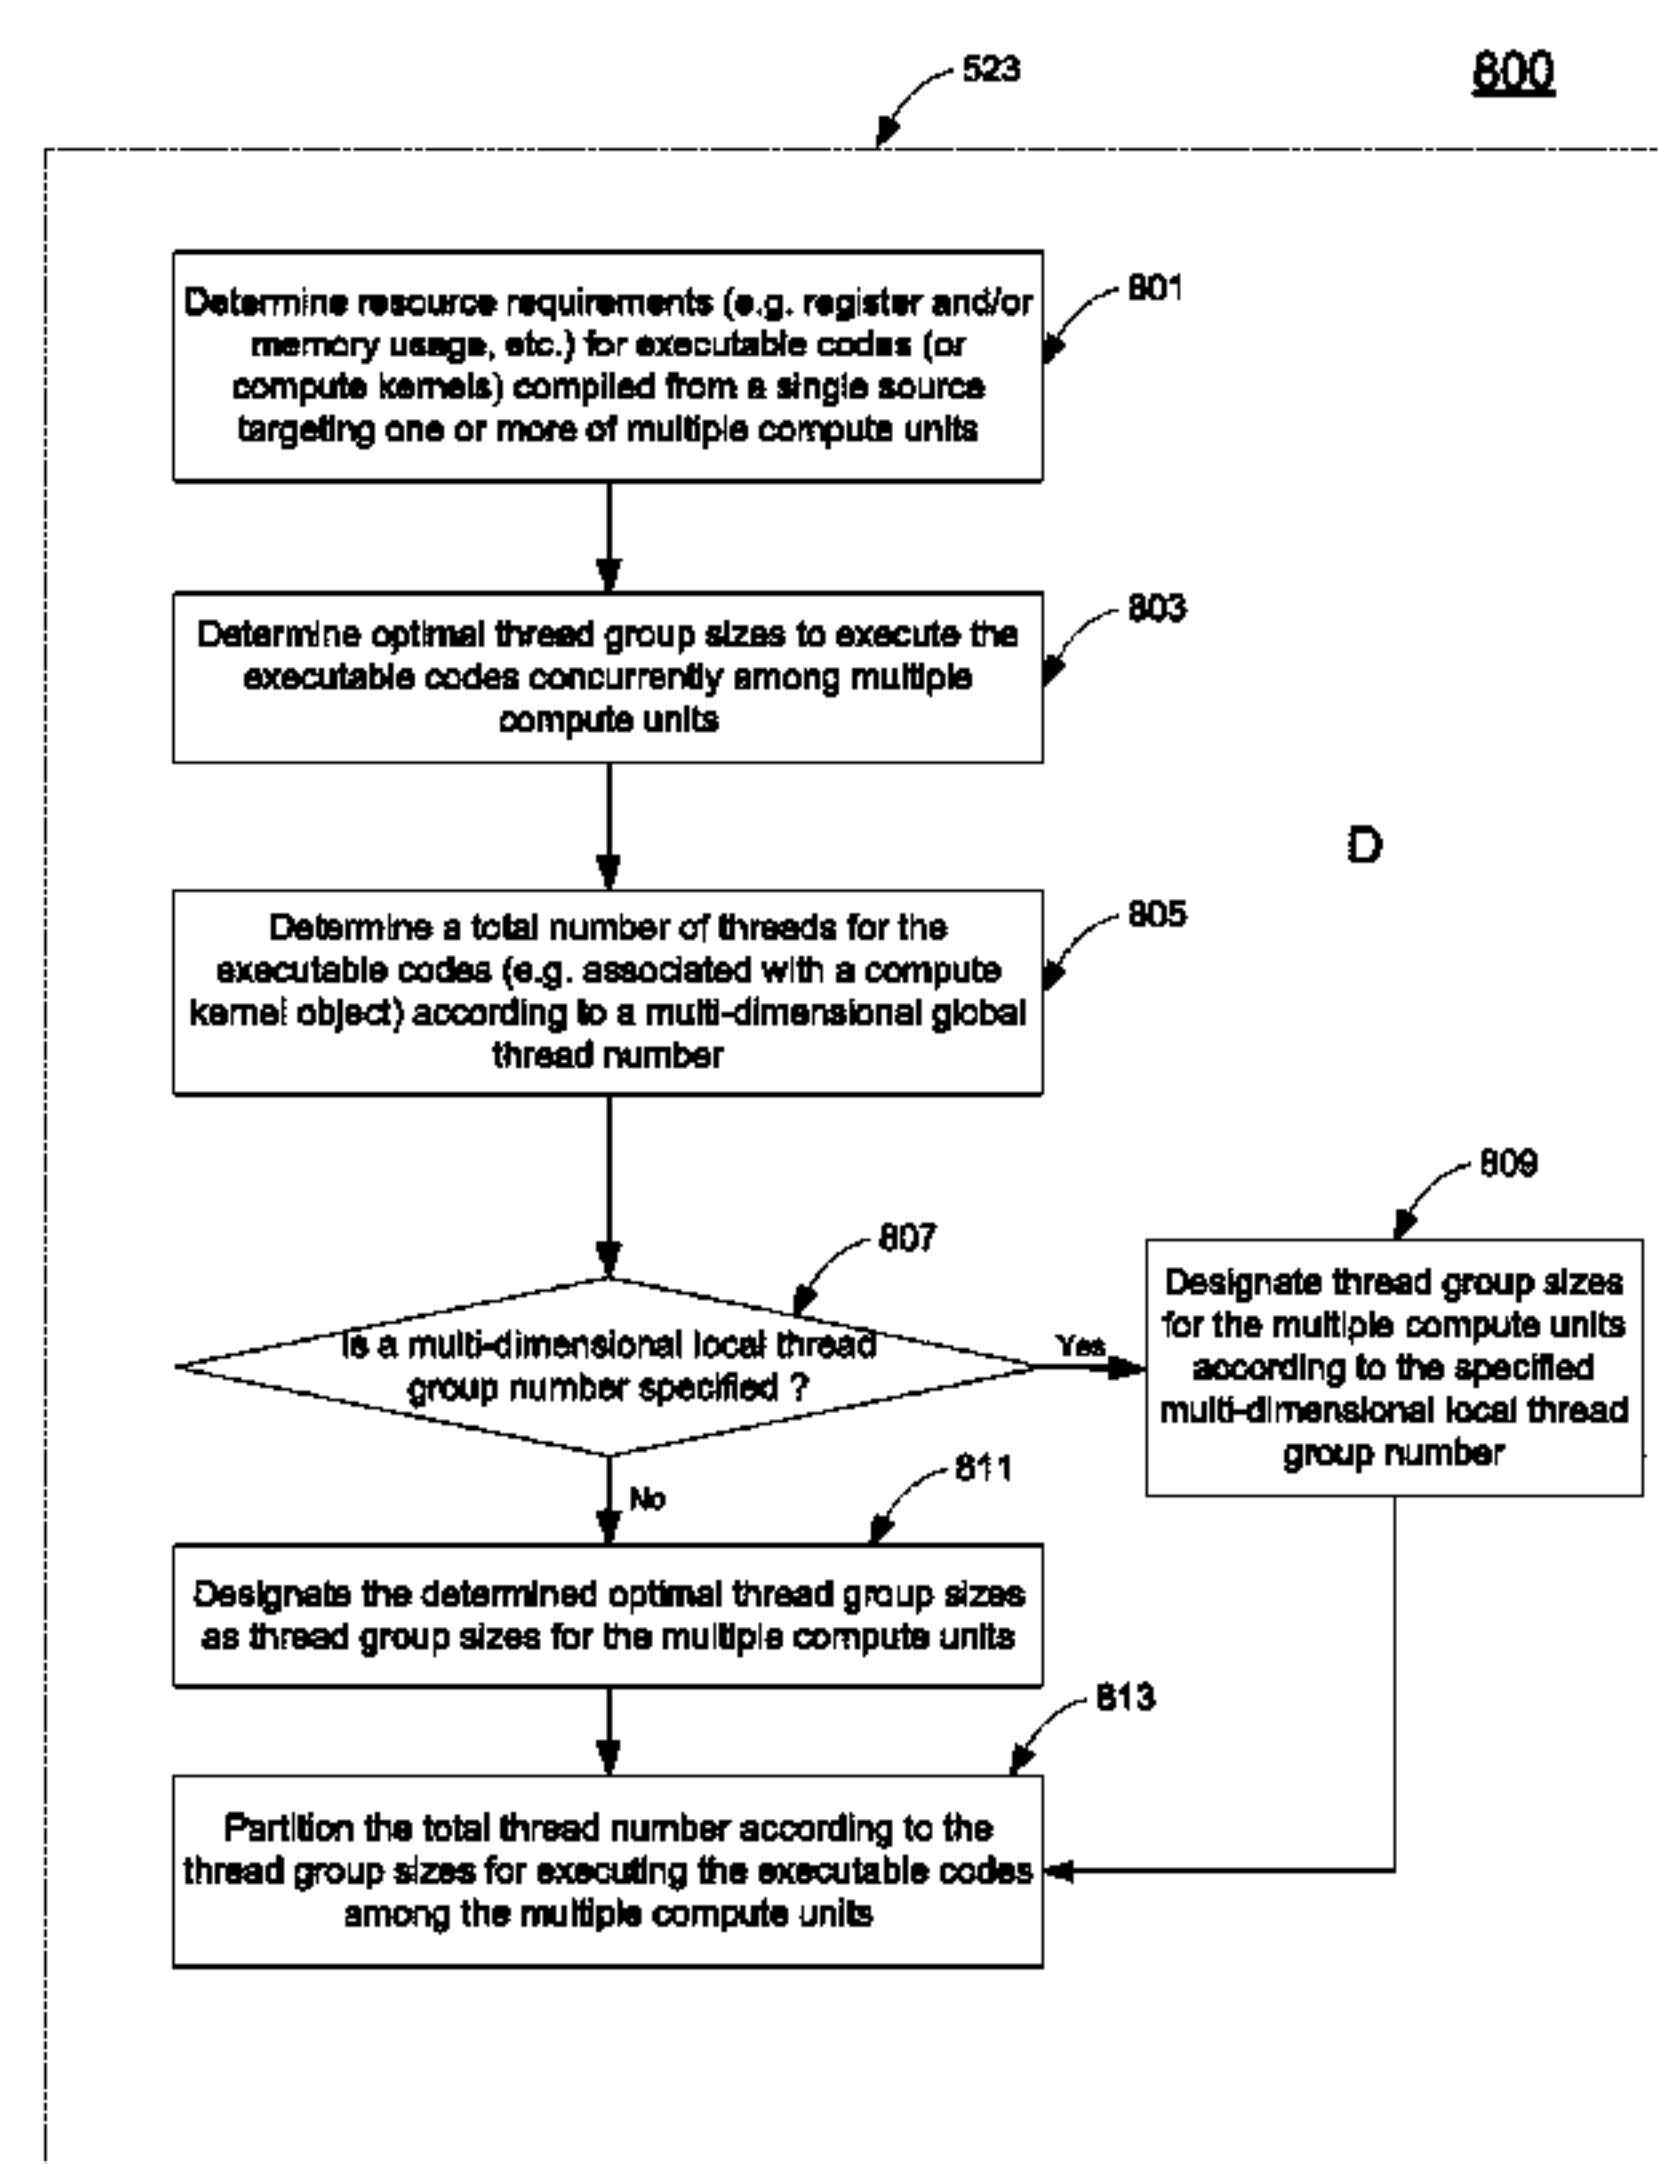 523
800
Determine resource requirements (e.g. register and/or
memory usage, etc.) for executable codes (or
compute kernels) compiled from a single source
targeting one or more of multiple compute units
801
Determine optimal thread group sizes to execute the
executable codes concurrently among multiple
compute units
803
D
Determine a total number of threads for the
executable codes (e.g. associated with a compute
kernel object) according to a multi-dimensional global
thread number
805
807
Is a multi-dimensional local thread
group number specified ?
Yes
809
Designate thread group sizes
for the multiple compute units
according to the specified
multi-dimensional local thread
group number
No
811
Designate the determined optimal thread group sizes
as thread group sizes for the multiple compute units
813
Partition the total thread number according to the
thread group sizes for executing the executable codes
among the multiple compute units